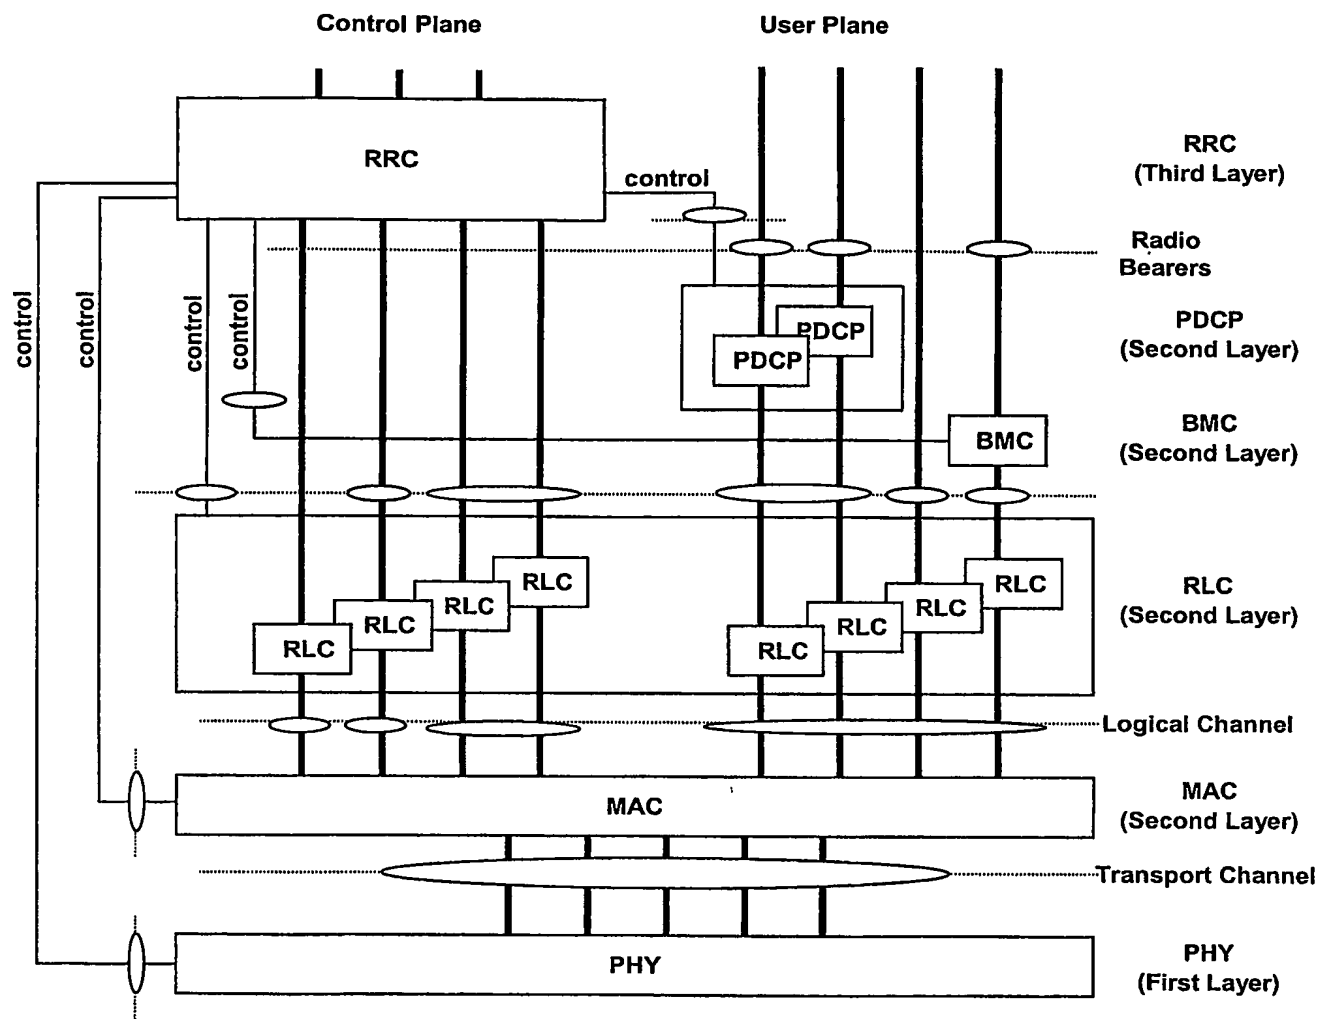 Control Plane
User Plane
RRC
RRC
(Third Layer)
control
Radio
Bearers
control
control
control
control
PDCP
PDCP
PDCP
(Second Layer)
BMC
BMC
(Second Layer)
RLC
RLC
RLC
RLC
RLC
RLC
RLC
RLC
RLC
(Second Layer)
Logical Channel
MAC
MAC
(Second Layer)
Transport Channel
PHY
PHY
(First Layer)